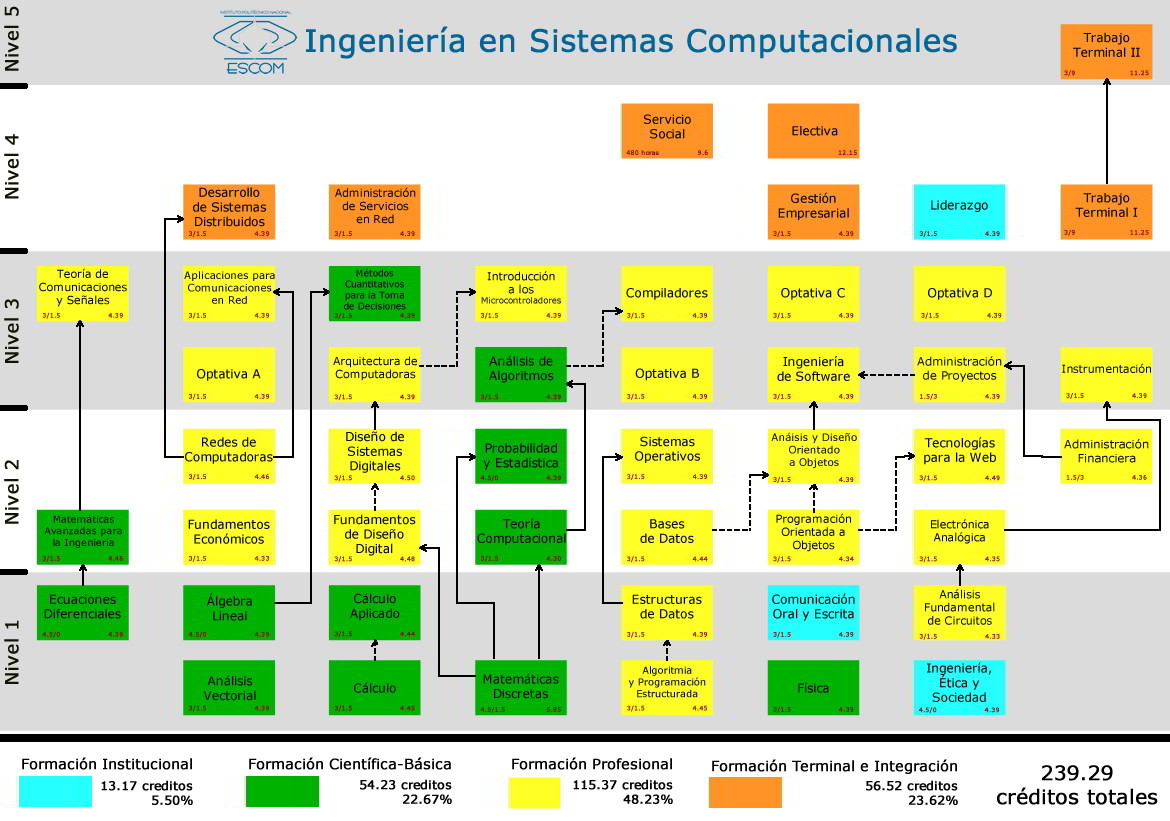 Nivel 5
INSTITUTO POLITÉCNICO NACIONAL
ESCOM
Ingeniería en Sistemas Computacionales
Trabajo
Terminal II
3/9 11.25
Nivel 4
Servicio
Social
480 horas 9.6
Electiva
12.15
Desarrollo
de Sistemas
Distribuidos
3/1.5 4.39
Administración
de Servicios
en Red
3/1.5 4.39
Gestión
Empresarial
3/1.5 4.39
Liderazgo
3/1.5 4.39
Trabajo
Terminal I
3/9 11.25
Nivel 3
Teoría de
Comunicaciones
y Señales
3/1.5 4.39
Aplicaciones para
Comunicaciones
en Red
3/1.5 4.39
Métodos
Cuantitativos
para la Toma
de Decisiones
3/1.5 4.39
Introducción
a los
Microcontroladores
3/1.5 4.39
Compiladores
3/1.5 4.39
Optativa C
3/1.5 4.39
Optativa D
3/1.5 4.39
Optativa A
3/1.5 4.39
Arquitectura de
Computadoras
3/1.5 4.39
Análisis de
Algoritmos
3/1.5 4.39
Optativa B
3/1.5 4.39
Ingeniería
de Software
3/1.5 4.39
Administración
de Proyectos
1.5/3 4.39
Instrumentación
3/1.5 4.39
Nivel 2
Redes de
Computadoras
3/1.5 4.46
Diseño de
Sistemas
Digitales
3/1.5 4.50
Probabilidad
y Estadística
4.5/0 4.39
Sistemas
Operativos
3/1.5 4.39
Anáisis y Diseño
Orientado
a Objetos
3/1.5 4.39
Tecnologías
para la Web
3/1.5 4.49
Administración
Financiera
1.5/3 4.36
Matemáticas
Avanzadas para
la Ingeniería
3/1.5 4.46
Fundamentos
Económicos
3/1.5 4.33
Fundamentos
de Diseño
Digital
3/1.5 4.48
Teoría
Computacional
3/1.5 4.30
Bases
de Datos
3/1.5 4.44
Programación
Orientada a
Objetos
3/1.5 4.34
Electrónica
Analógica
3/1.5 4.35
Nivel 1
Ecuaciones
Diferenciales
4.5/0 4.39
Álgebra
Lineal
4.5/0 4.39
Cálculo
Aplicado
3/1.5 4.44
Estructuras
de Datos
3/1.5 4.39
Comunicación
Oral y Escrita
3/1.5 4.39
Análisis
Fundamental
de Circuitos
3/1.5 4.33
Análisis
Vectorial
3/1.5 4.39
Cálculo
3/1.5 4.45
Matemáticas
Discretas
4.5/1.5 5.85
Algoritmia
y Programación
Estructurada
3/1.5 4.45
Física
3/1.5 4.39
Ingeniería,
Ética y
Sociedad
4.5/0 4.39
Formación Institucional
13.17 creditos
5.50%
Formación Científica-Básica
54.23 creditos
22.67%
Formación Profesional
115.37 creditos
48.23%
Formación Terminal e Integración
56.52 creditos
23.62%
239.29
créditos totales